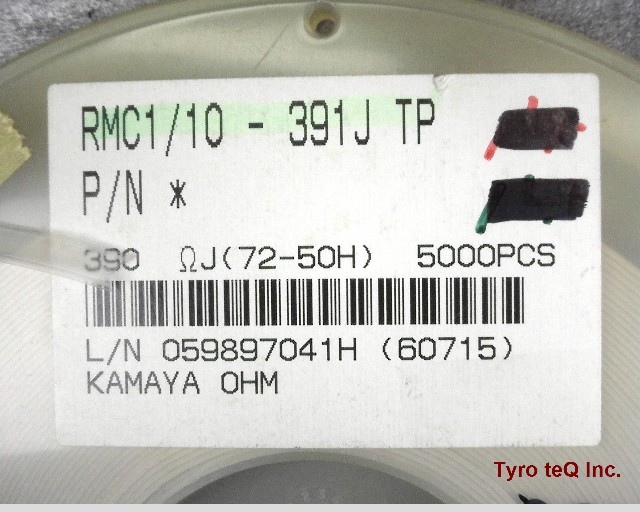 RMC1/10 - 391J TP
P/N *
390 ΩJ(72-50H) 5000PCS
L/N 059897041H (60715)
KAMAYA OHM
Tyro teQ Inc.